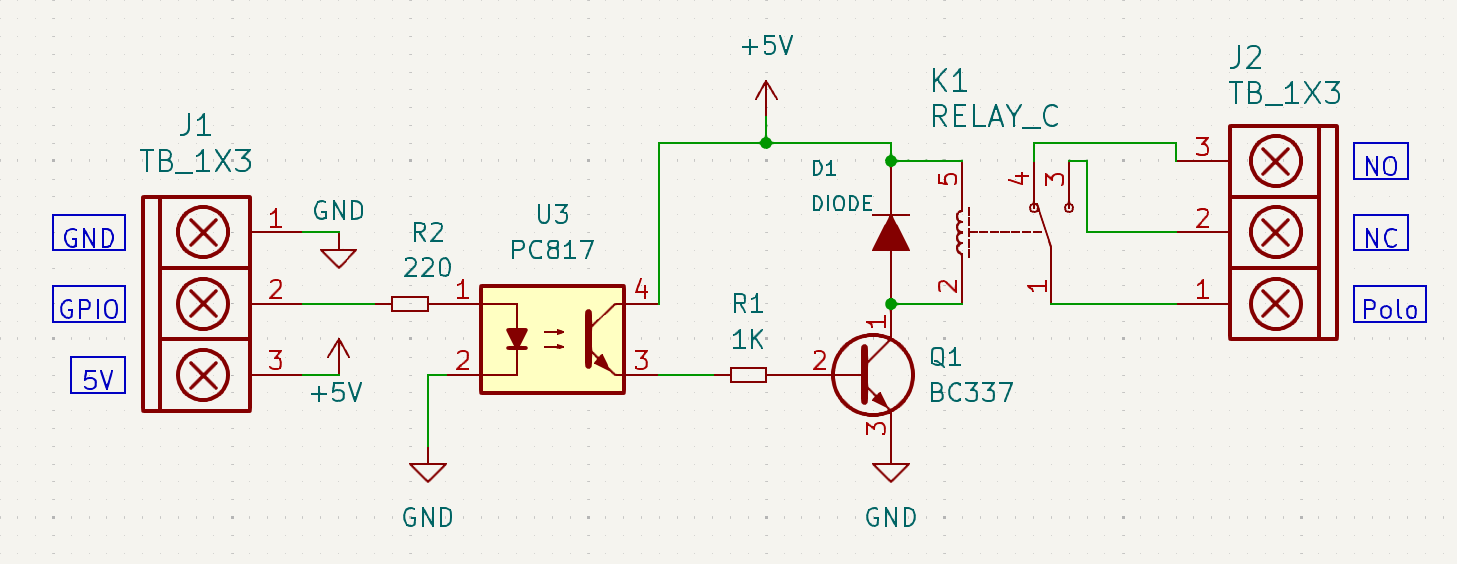 +5V
J2
TB_1X3
K1
RELAY_C
J1
TB_1X3
3
NO
D1
5
4
3
DIODE
1
GND
U3
PC817
R2
220
GND
2
NC
GPIO
2
1
4
R1
1K
2
1
1
Polo
5V
3
+5V
2
3
2
1
Q1
BC337
3
GND
GND